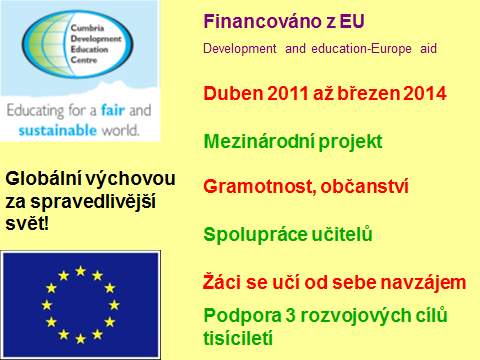 Cumbria
Development
Education
Centre
Educating for a fair and
sustainable world.
Globální výchovou
za spravedlivější
svět!
Financováno z EU
Development and education-Europe aid
Duben 2011 až březen 2014
Mezinárodní projekt
Gramotnost, občanství
Spolupráce učitelů
Žáci se učí od sebe navzájem
Podpora 3 rozvojových cílů
tisíciletí